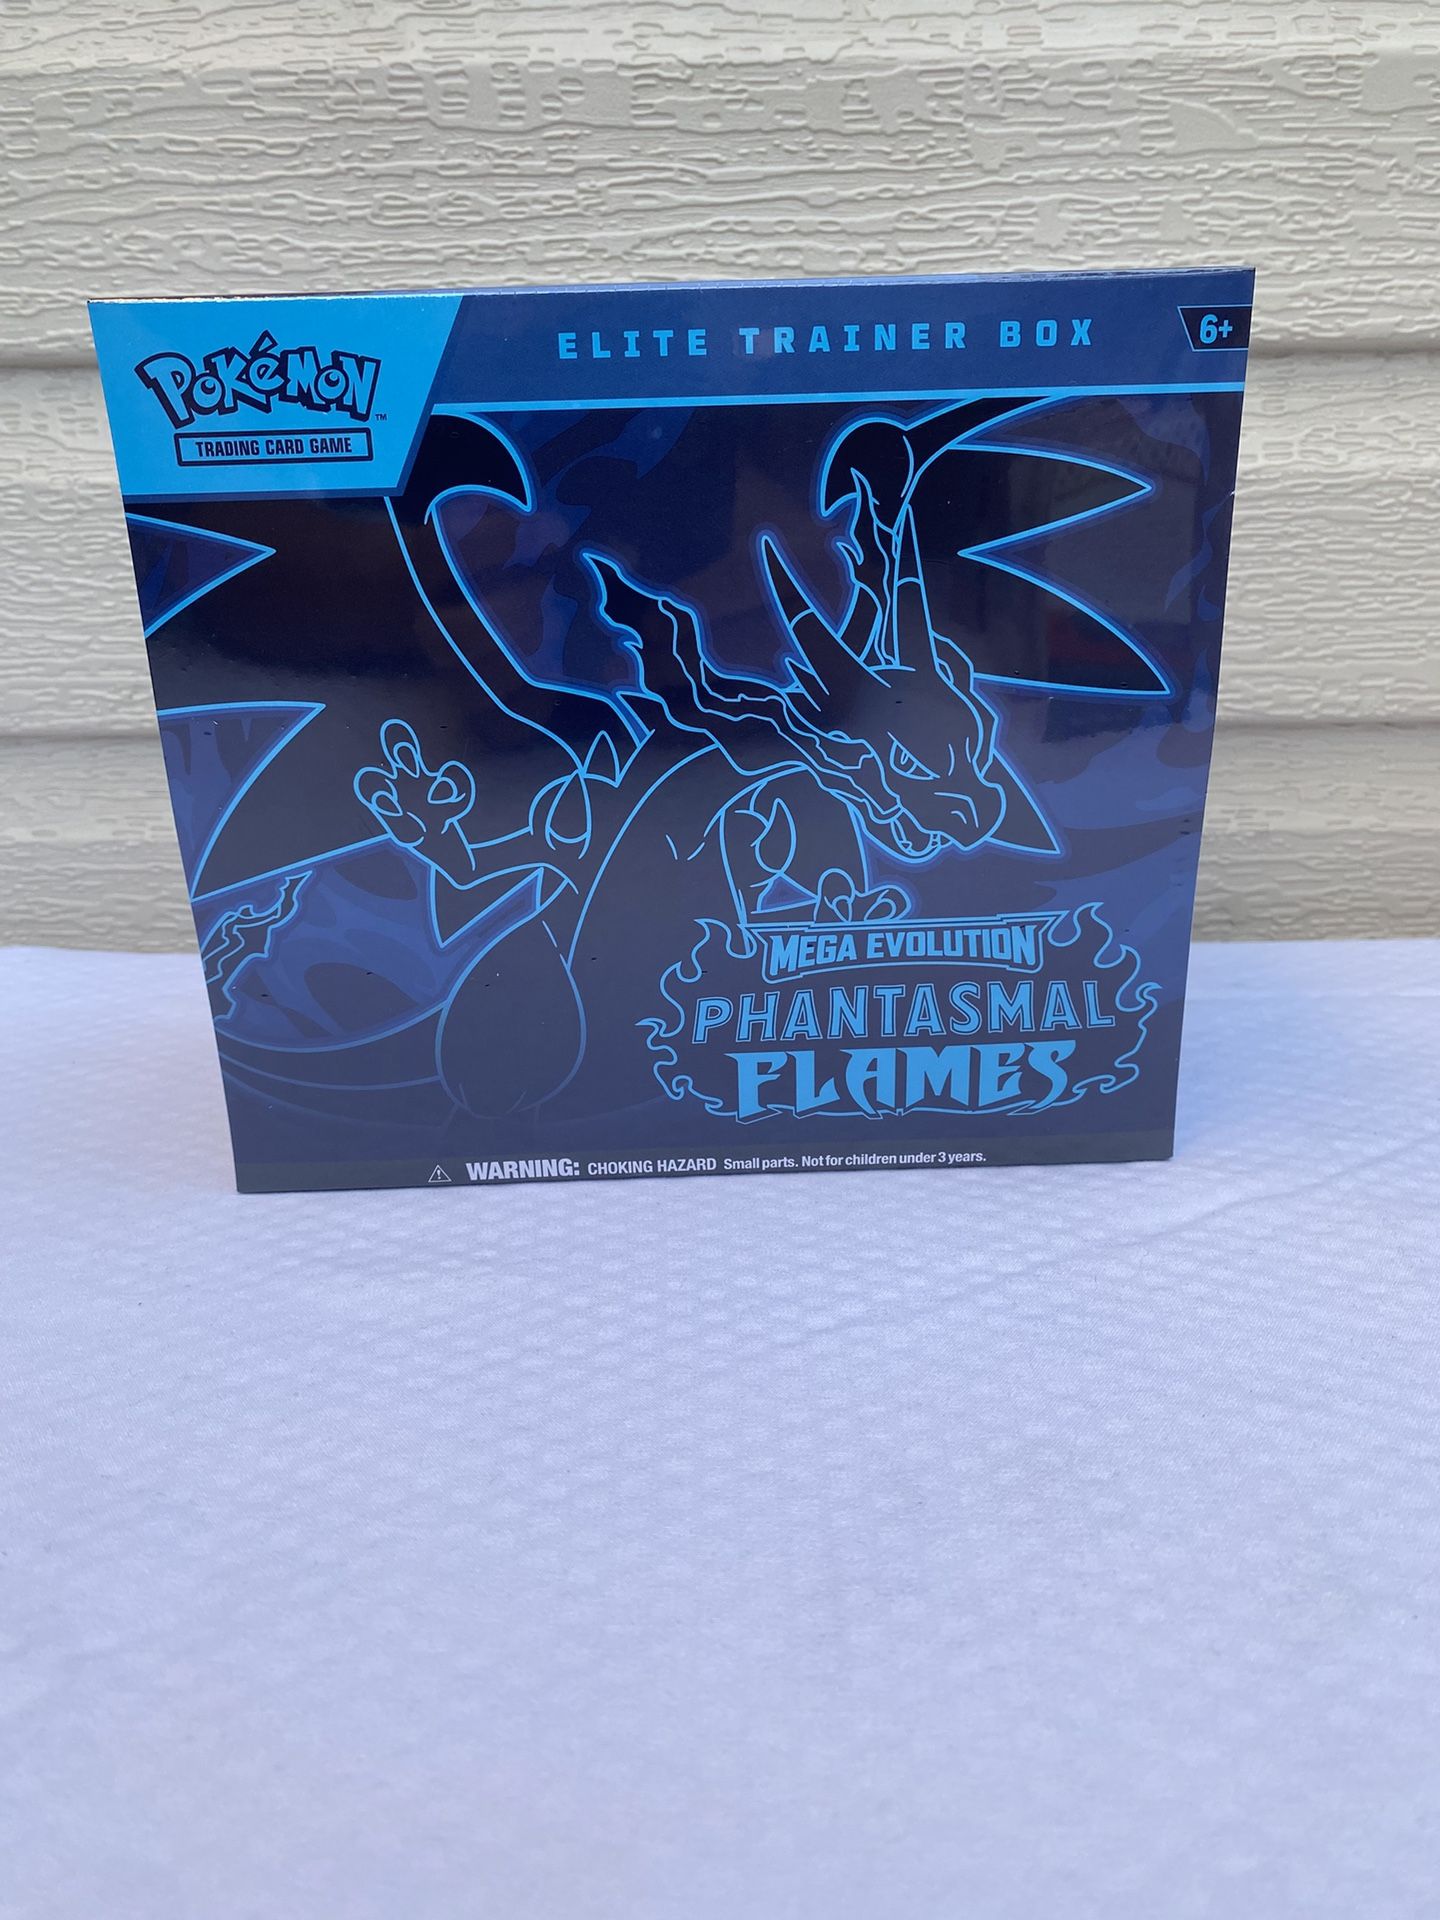 POKÉMON™
TRADING CARD GAME
ELITE TRAINER BOX
6+
MEGA EVOLUTION
PHANTASMAL
FLAMES
WARNING: CHOKING HAZARD Small parts. Not for children under 3 years.